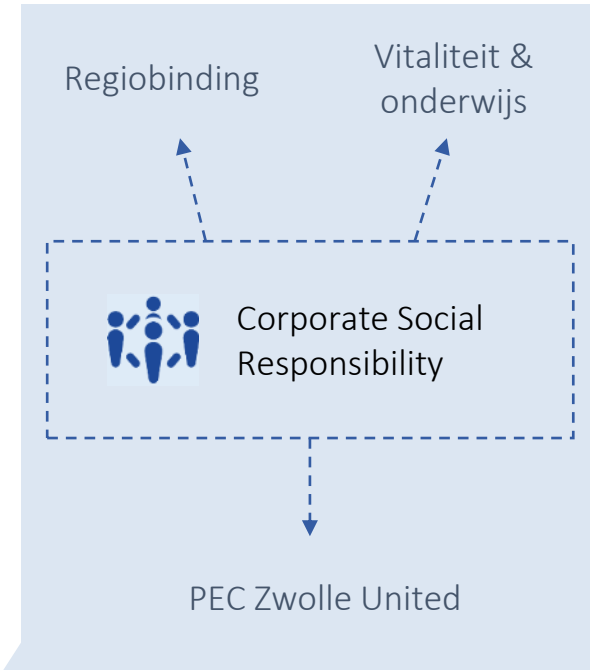 Regiobinding
Vitaliteit &
onderwijs
Corporate Social
Responsibility
PEC Zwolle United